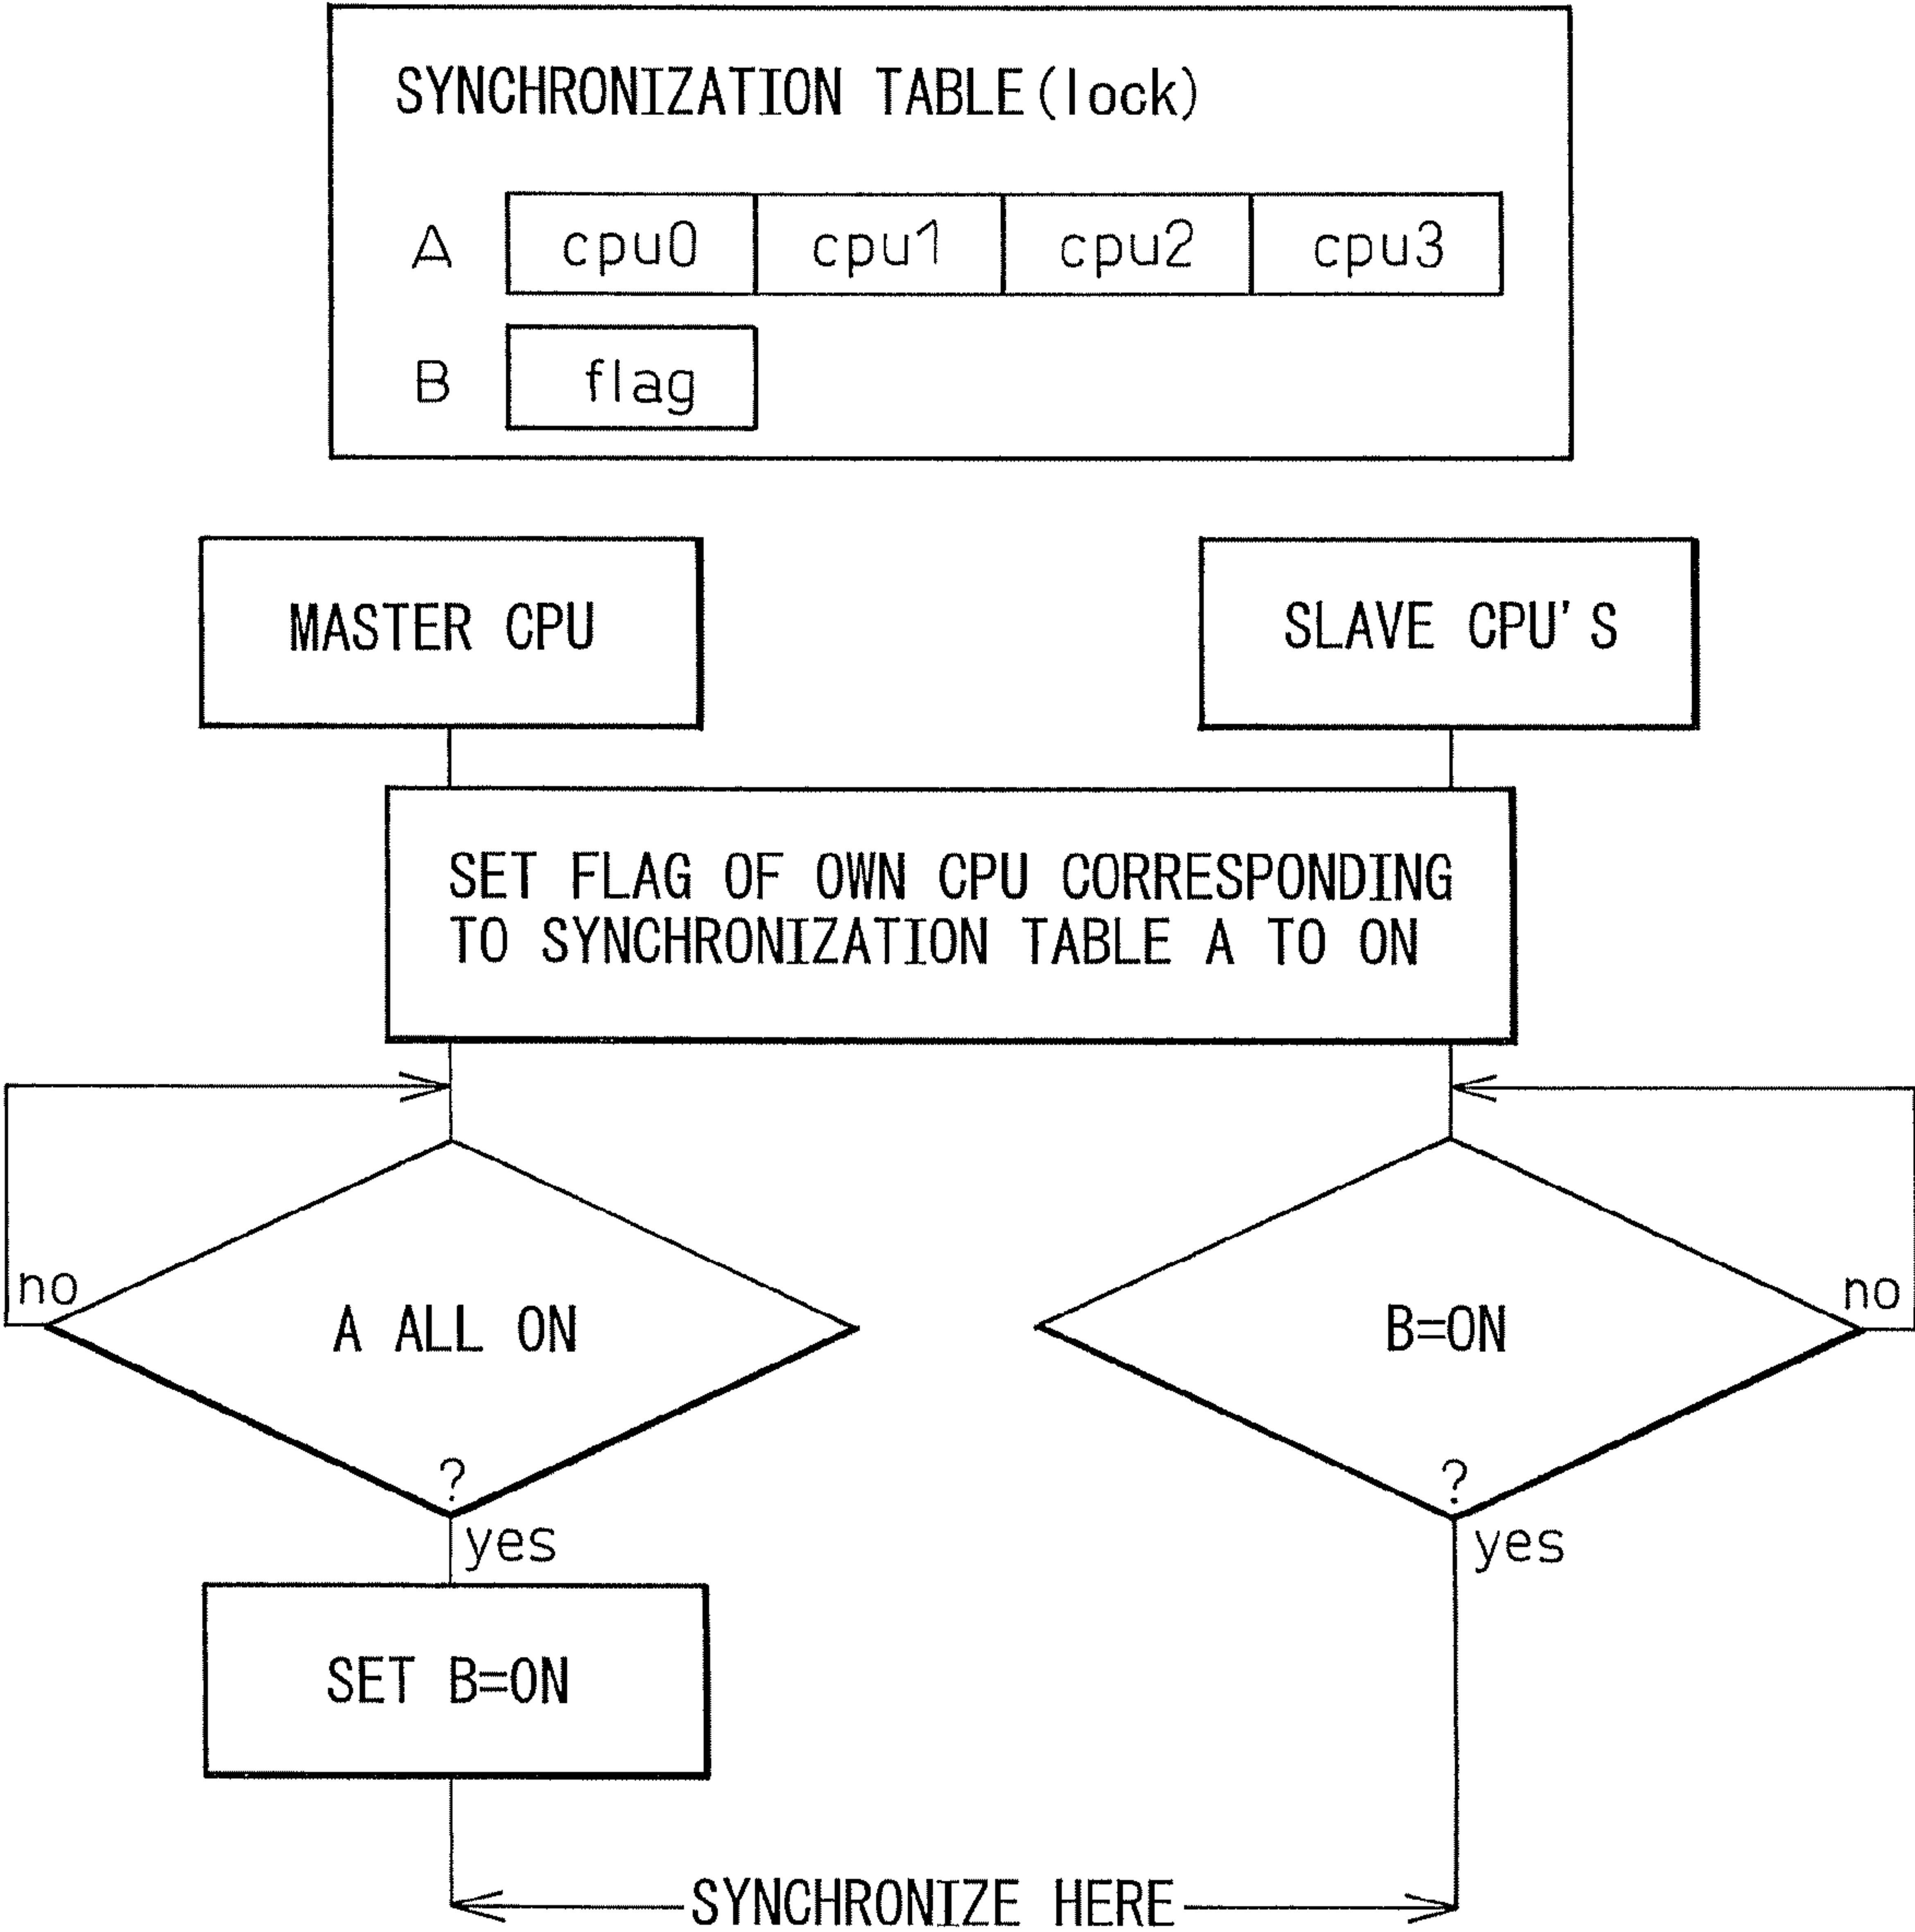 SYNCHRONIZATION TABLE(lock)
A cpu0 cpu1 cpu2 cpu3
B flag
MASTER CPU
SLAVE CPU'S
SET FLAG OF OWN CPU CORRESPONDING
TO SYNCHRONIZATION TABLE A TO ON
no
A ALL ON
?
yes
B=ON
no
?
yes
SET B=ON
SYNCHRONIZE HERE